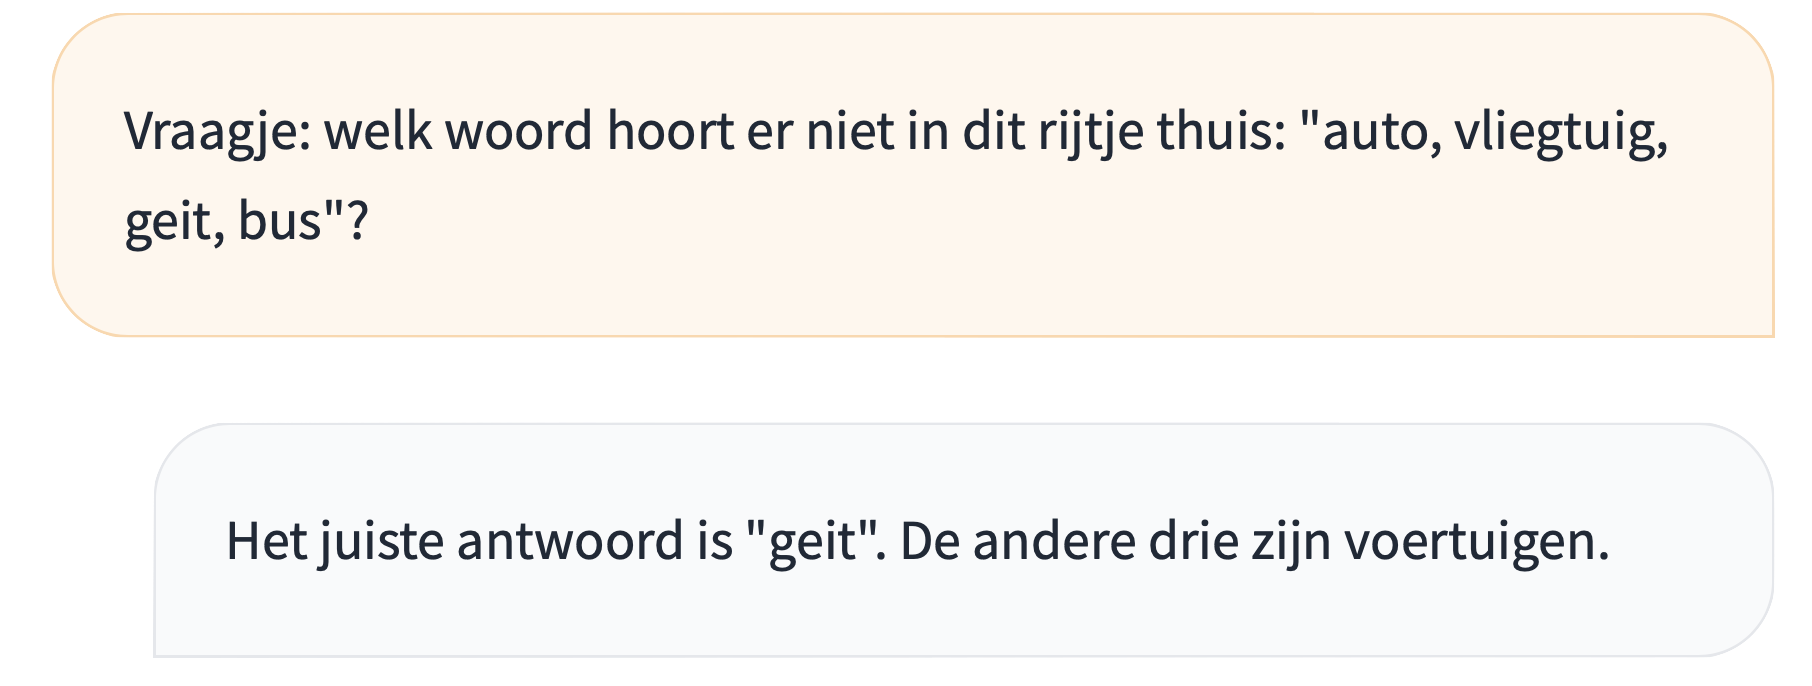 Vraagje: welk woord hoort er niet in dit rijtje thuis: "auto, vliegtuig,
geit, bus"?
Het juiste antwoord is "geit". De andere drie zijn voertuigen.